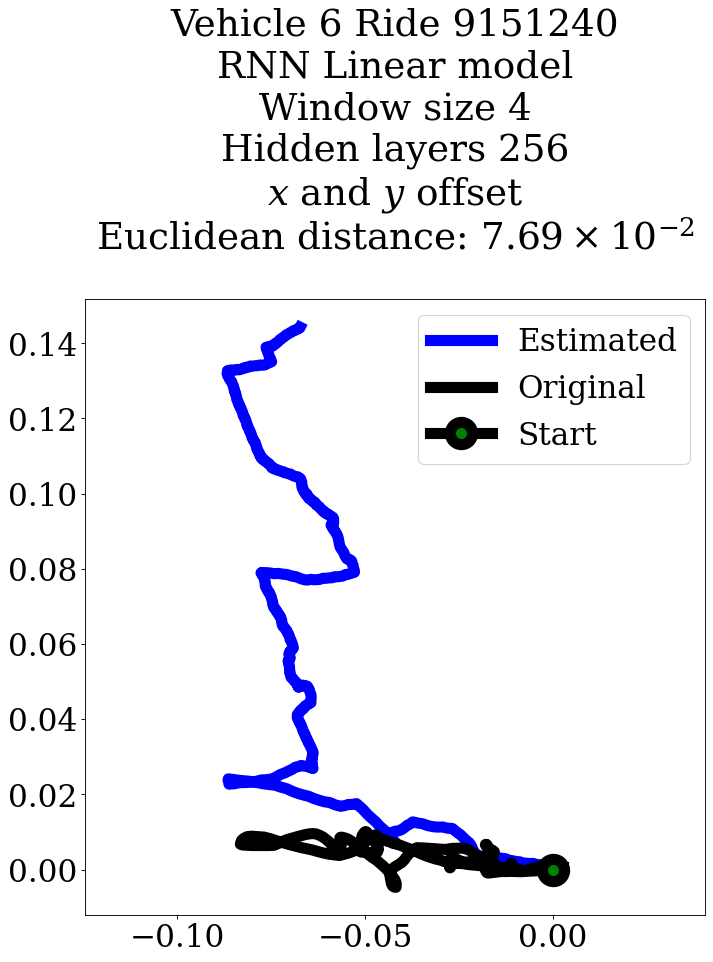 Vehicle 6 Ride 9151240
RNN Linear model
Window size 4
Hidden layers 256
x and y offset
Euclidean distance: 7.69 × 10⁻²
Estimated
Original
Start
0.14
0.12
0.10
0.08
0.06
0.04
0.02
0.00
−0.10 −0.05 0.00